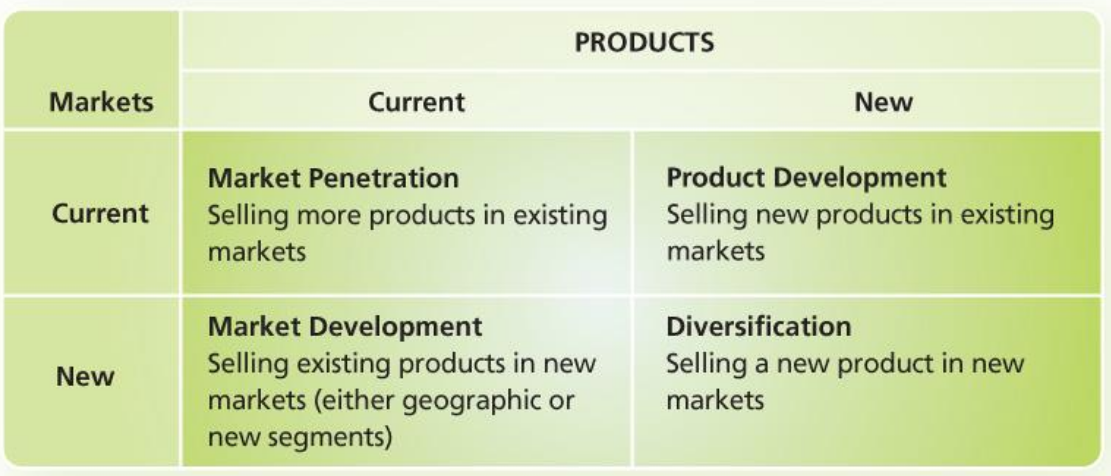 PRODUCTS
Markets
Current
New
Current
Market Penetration
Selling more products in existing
markets
Product Development
Selling new products in existing
markets
New
Market Development
Selling existing products in new
markets (either geographic or
new segments)
Diversification
Selling a new product in new
markets